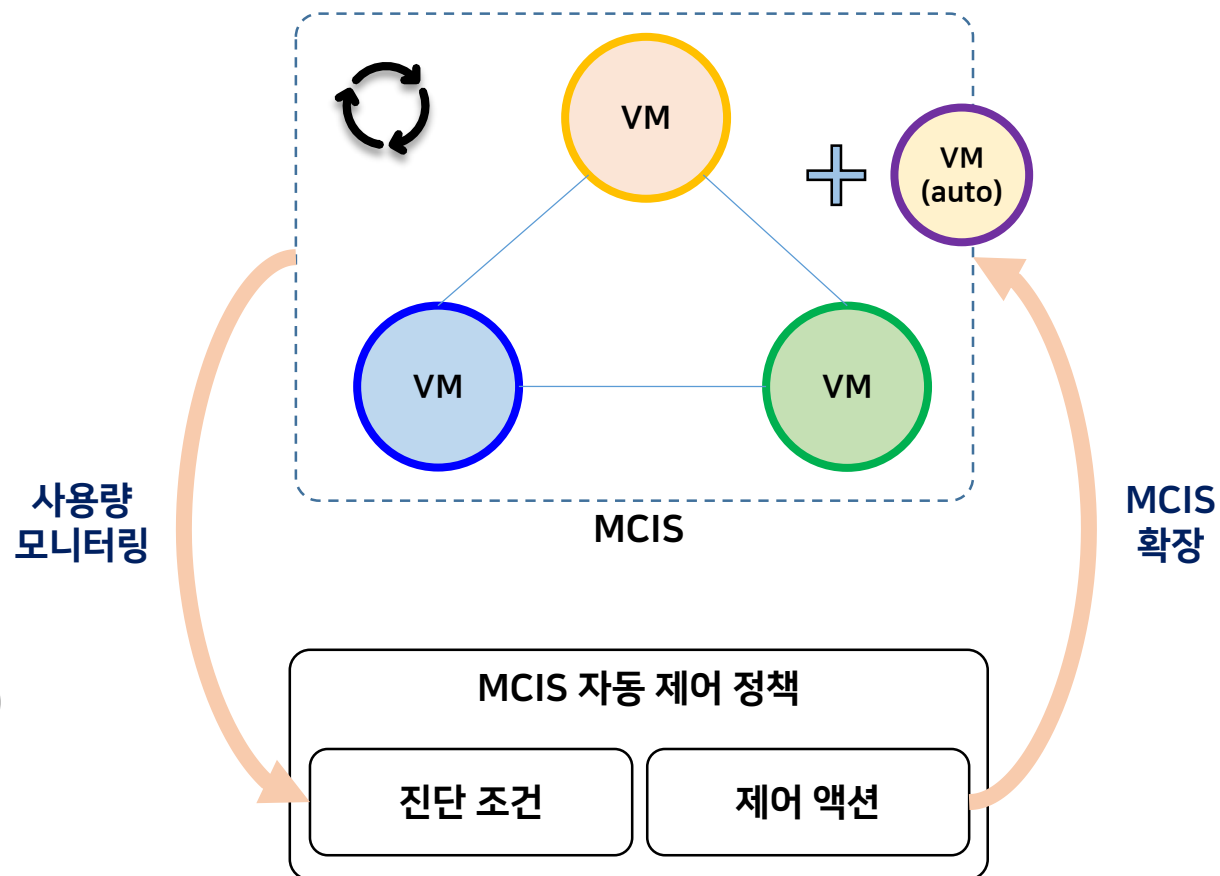 VM
VM
(auto)
VM
VM
MCIS
사용량
모니터링
MCIS
확장
MCIS 자동 제어 정책
진단 조건
제어 액션